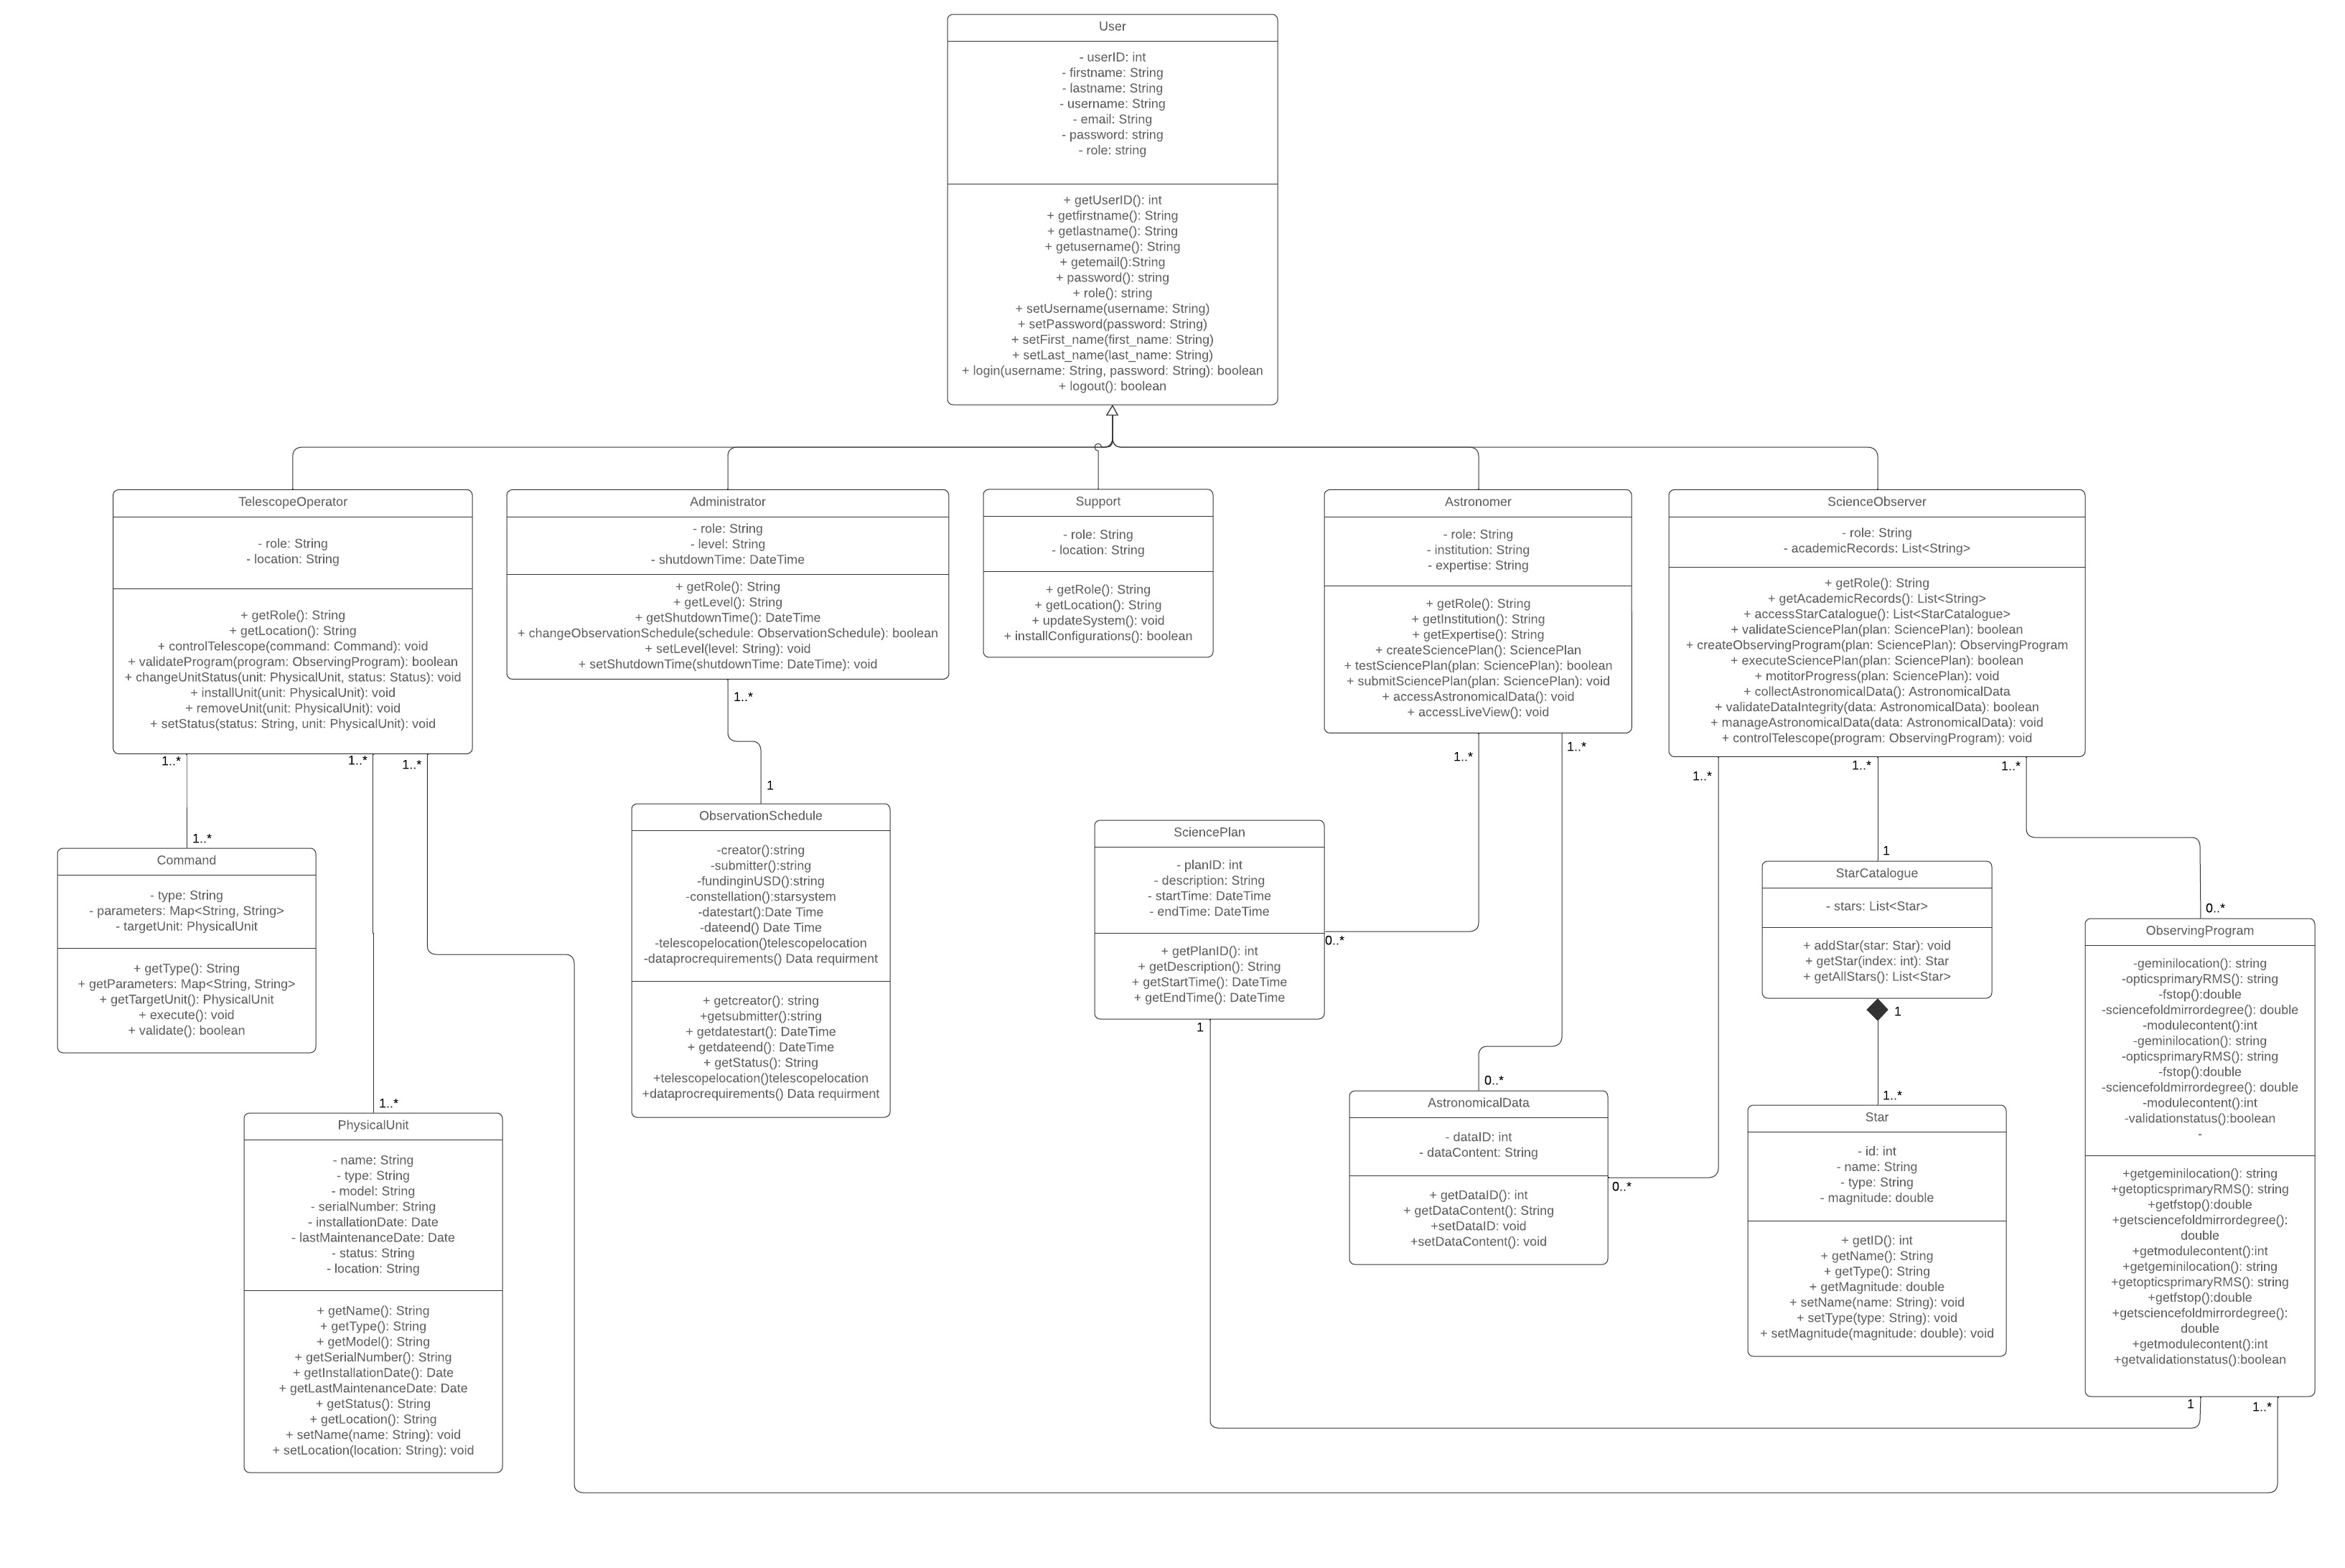 User
- userID: int
- firstname: String
- lastname: String
- username: String
- email: String
- password: string
- role: string
+ getUserID(): int
+ getfirstname(): String
+ getlastname(): String
+ getusername(): String
+ getemail():String
+ password(): string
+ role(): string
+ setUsername(username: String)
+ setPassword(password: String)
+ setFirst_name(first_name: String)
+ setLast_name(last_name: String)
+ login(username: String, password: String): boolean
+ logout(): boolean
TelescopeOperator
- role: String
- location: String
+ getRole(): String
+ getLocation(): String
+ controlTelescope(command: Command): void
+ validateProgram(program: ObservingProgram): boolean
+ changeUnitStatus(unit: PhysicalUnit, status: Status): void
+ installUnit(unit: PhysicalUnit): void
+ removeUnit(unit: PhysicalUnit): void
+ setStatus(status: String, unit: PhysicalUnit): void
1..*
1..*
1..*
Administrator
- role: String
- level: String
- shutdownTime: DateTime
+ getRole(): String
+ getLevel(): String
+ getShutdownTime(): DateTime
+ changeObservationSchedule(schedule: ObservationSchedule): boolean
+ setLevel(level: String): void
+ setShutdownTime(shutdownTime: DateTime): void
1..*
1
Support
- role: String
- location: String
+ getRole(): String
+ getLocation(): String
+ updateSystem(): void
+ installConfigurations(): boolean
Astronomer
- role: String
- institution: String
- expertise: String
+ getRole(): String
+ getInstitution(): String
+ getExpertise(): String
+ createSciencePlan(): SciencePlan
+ testSciencePlan(plan: SciencePlan): boolean
+ submitSciencePlan(plan: SciencePlan): void
+ accessAstronomicalData(): void
+ accessLiveView(): void
1..*
1..*
ScienceObserver
- role: String
- academicRecords: List<String>
+ getRole(): String
+ getAcademicRecords(): List<String>
+ accessStarCatalogue(): List<StarCatalogue>
+ validateSciencePlan(plan: SciencePlan): boolean
+ createObservingProgram(plan: SciencePlan): ObservingProgram
+ executeSciencePlan(plan: SciencePlan): boolean
+ motitorProgress(plan: SciencePlan): void
+ collectAstronomicalData(): AstronomicalData
+ validateDataIntegrity(data: AstronomicalData): boolean
+ manageAstronomicalData(data: AstronomicalData): void
+ controlTelescope(program: ObservingProgram): void
1..*
1..*
1..*
1..*
Command
- type: String
- parameters: Map<String, String>
- targetUnit: PhysicalUnit
+ getType(): String
+ getParameters: Map<String, String>
+ getTargetUnit(): PhysicalUnit
+ execute(): void
+ validate(): boolean
1..*
PhysicalUnit
- name: String
- type: String
- model: String
- serialNumber: String
- installationDate: Date
- lastMaintenanceDate: Date
- status: String
- location: String
+ getName(): String
+ getType(): String
+ getModel(): String
+ getSerialNumber(): String
+ getInstallationDate(): Date
+ getLastMaintenanceDate: Date
+ getStatus(): String
+ getLocation(): String
+ setName(name: String): void
+ setLocation(location: String): void
ObservationSchedule
-creator():string
-submitter():string
-fundinginUSD():string
-constellation():starsystem
-datestart():Date Time
-dateend() Date Time
-telescopelocation()telescopelocation
-dataprocrequirements() Data requirment
+ getcreator(): string
+getsubmitter():string
+ getdatestart(): DateTime
+ getdateend(): DateTime
+ getStatus(): String
+telescopelocation()telescopelocation
+dataprocrequirements() Data requirment
SciencePlan
- planID: int
- description: String
- startTime: DateTime
- endTime: DateTime
+ getPlanID(): int
+ getDescription(): String
+ getStartTime(): DateTime
+ getEndTime(): DateTime
0..*
1
0..*
AstronomicalData
- dataID: int
- dataContent: String
+ getDataID(): int
+ getDataContent(): String
+setDataID: void
+setDataContent(): void
0..*
1
StarCatalogue
- stars: List<Star>
+ addStar(star: Star): void
+ getStar(index: int): Star
+ getAllStars(): List<Star>
1
1..*
Star
- id: int
- name: String
- type: String
- magnitude: double
+ getID(): int
+ getName(): String
+ getType(): String
+ getMagnitude: double
+ setName(name: String): void
+ setType(type: String): void
+ setMagnitude(magnitude: double): void
0..*
ObservingProgram
-geminilocation(): string
-opticsprimaryRMS(): string
-fstop():double
-sciencefoldmirrordegree(): double
-modulecontent():int
-geminilocation(): string
-opticsprimaryRMS(): string
-fstop():double
-sciencefoldmirrordegree(): double
-modulecontent():int
-validationstatus():boolean
-
+getgeminilocation(): string
+getopticsprimaryRMS(): string
+getfstop():double
+getsciencefoldmirrordegree():
double
+getmodulecontent():int
+getgeminilocation(): string
+getopticsprimaryRMS(): string
+getfstop():double
+getsciencefoldmirrordegree():
double
+getmodulecontent():int
+getvalidationstatus():boolean
1
1..*